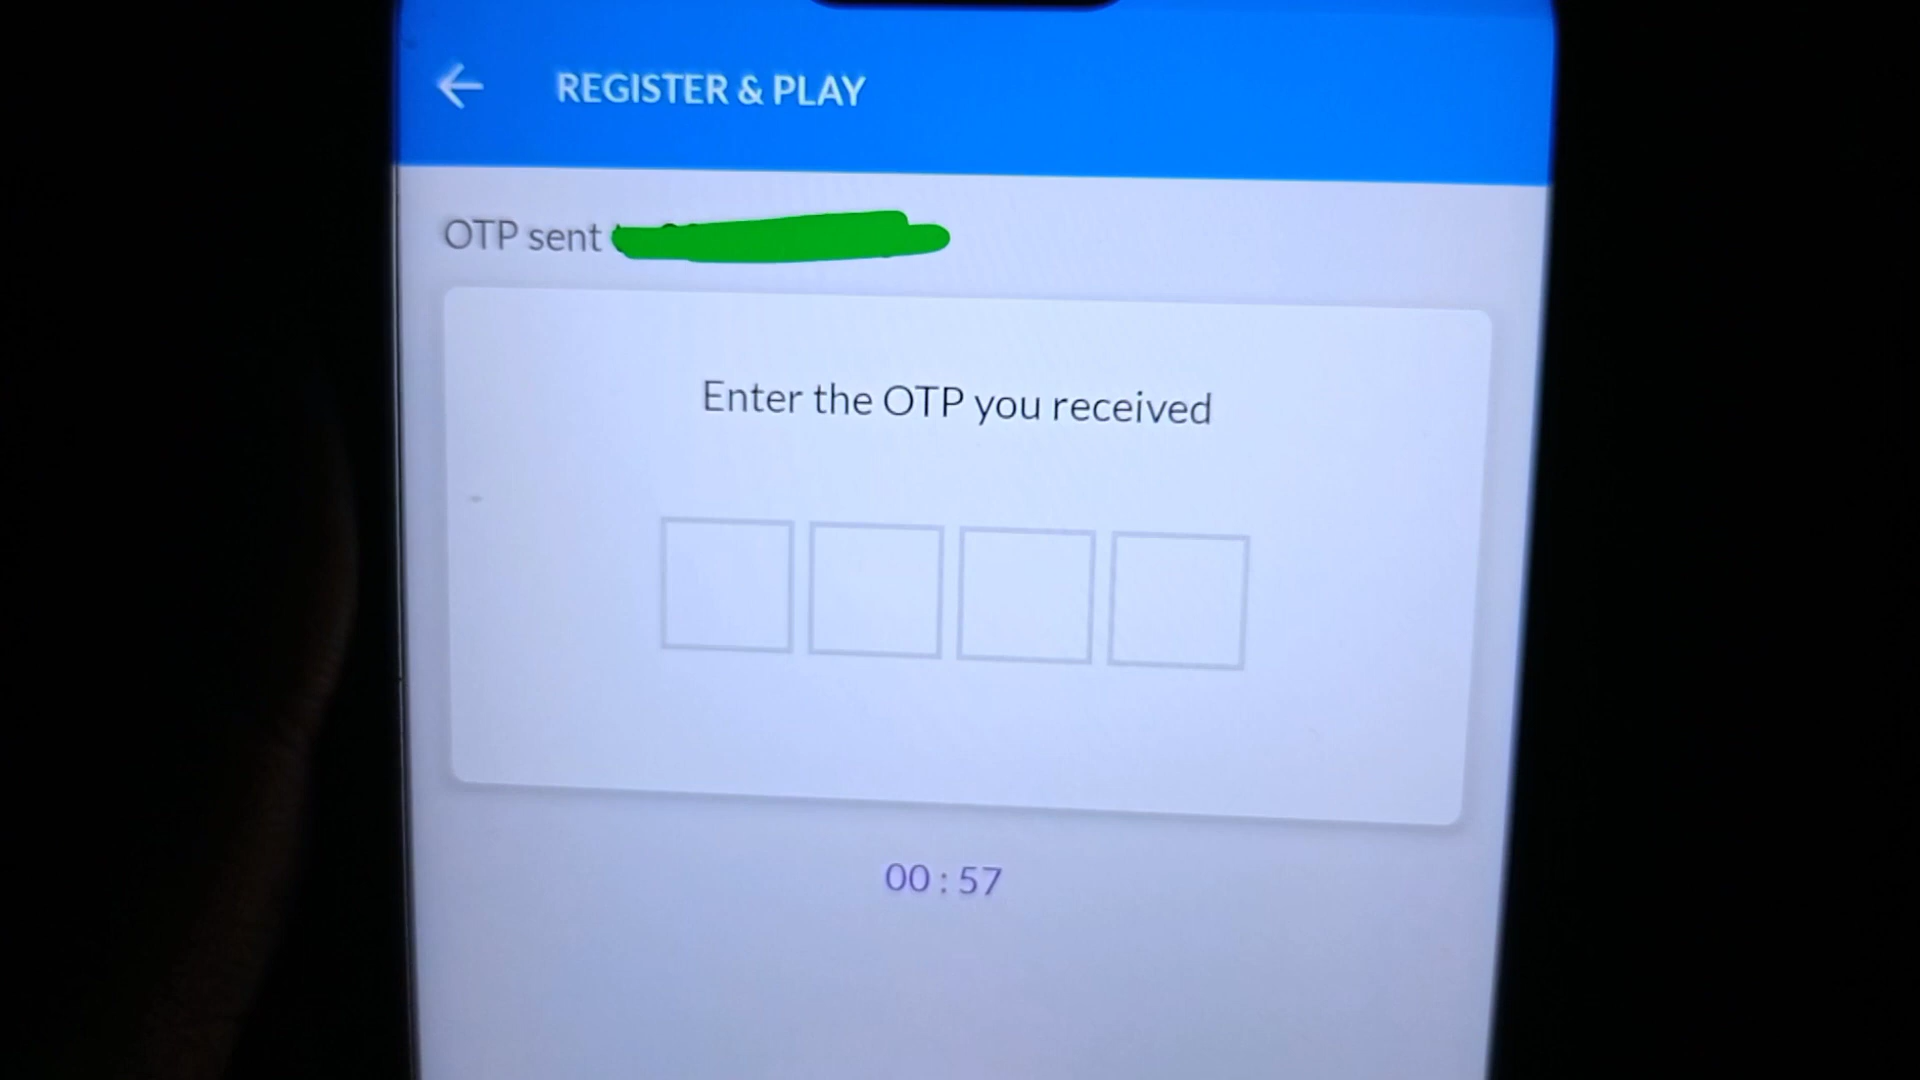 REGISTER & PLAY
OTP sent
Enter the OTP you received
00 : 57